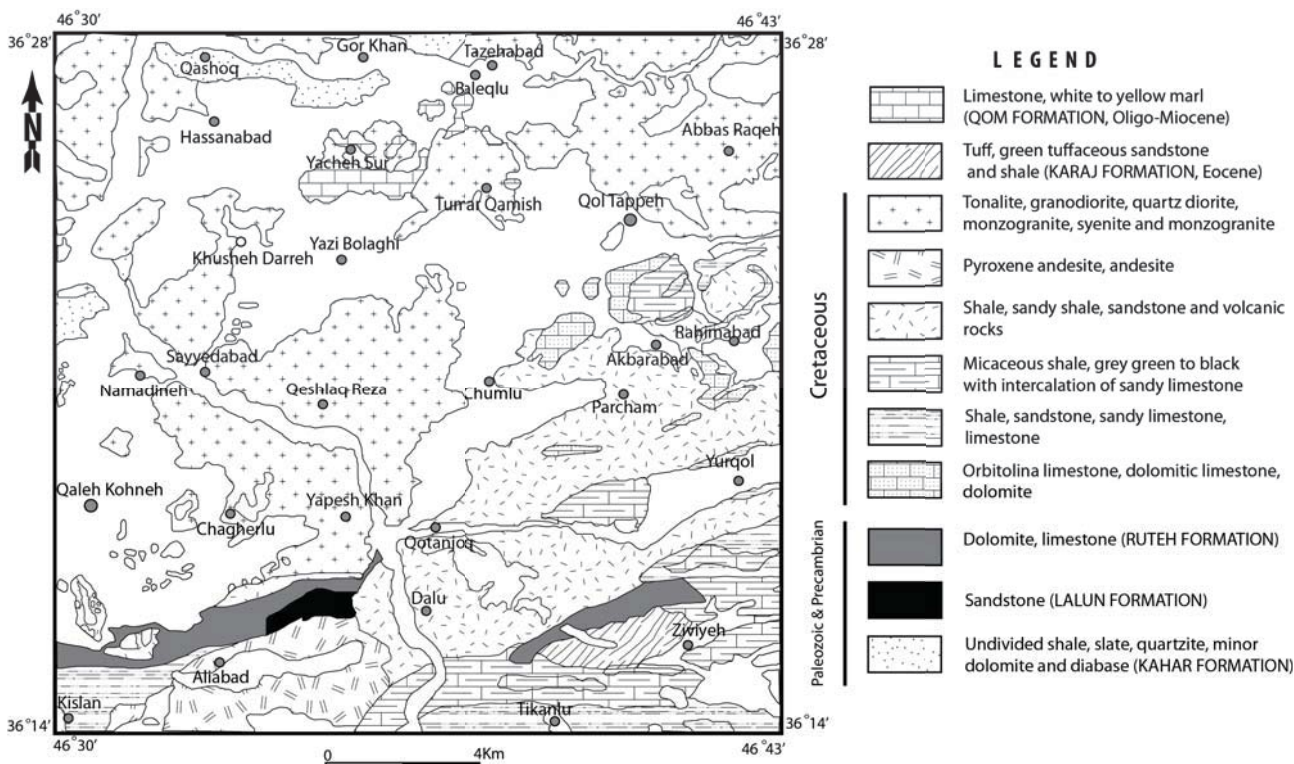 46°30' 46°43'
36°28' 36°28'
N
Gor Khan
Tazehabad
Qashoq
Baleqlu
Hassanabad
Abbas Raqeh
Yacheh Sur
Turrar Qamish
Qol Tappeh
Khusheh Darreh
Yazi Bolaghi
Rahimabad
Akbarabad
Sayyedabad
Namadineh
Qeshlaq Reza
Chumlu
Parcham
Yurqol
Qaleh Kohneh
Yapesh Khan
Chagherlu
Qotanjoq
Dalu
Ziviyeh
Aliabad
Kislan
Tikanlu
36°14' 36°14'
46°30' 46°43'
0 4Km
LEGEND
Limestone, white to yellow marl
(QOM FORMATION, Oligo-Miocene)
Tuff, green tuffaceous sandstone
and shale (KARAJ FORMATION, Eocene)
Cretaceous
Tonalite, granodiorite, quartz diorite,
monzogranite, syenite and monzogranite
Pyroxene andesite, andesite
Shale, sandy shale, sandstone and volcanic
rocks
Micaceous shale, grey green to black
with intercalation of sandy limestone
Shale, sandstone, sandy limestone,
limestone
Orbitolina limestone, dolomitic limestone,
dolomite
Paleozoic & Precambrian
Dolomite, limestone (RUTEH FORMATION)
Sandstone (LALUN FORMATION)
Undivided shale, slate, quartzite, minor
dolomite and diabase (KAHAR FORMATION)